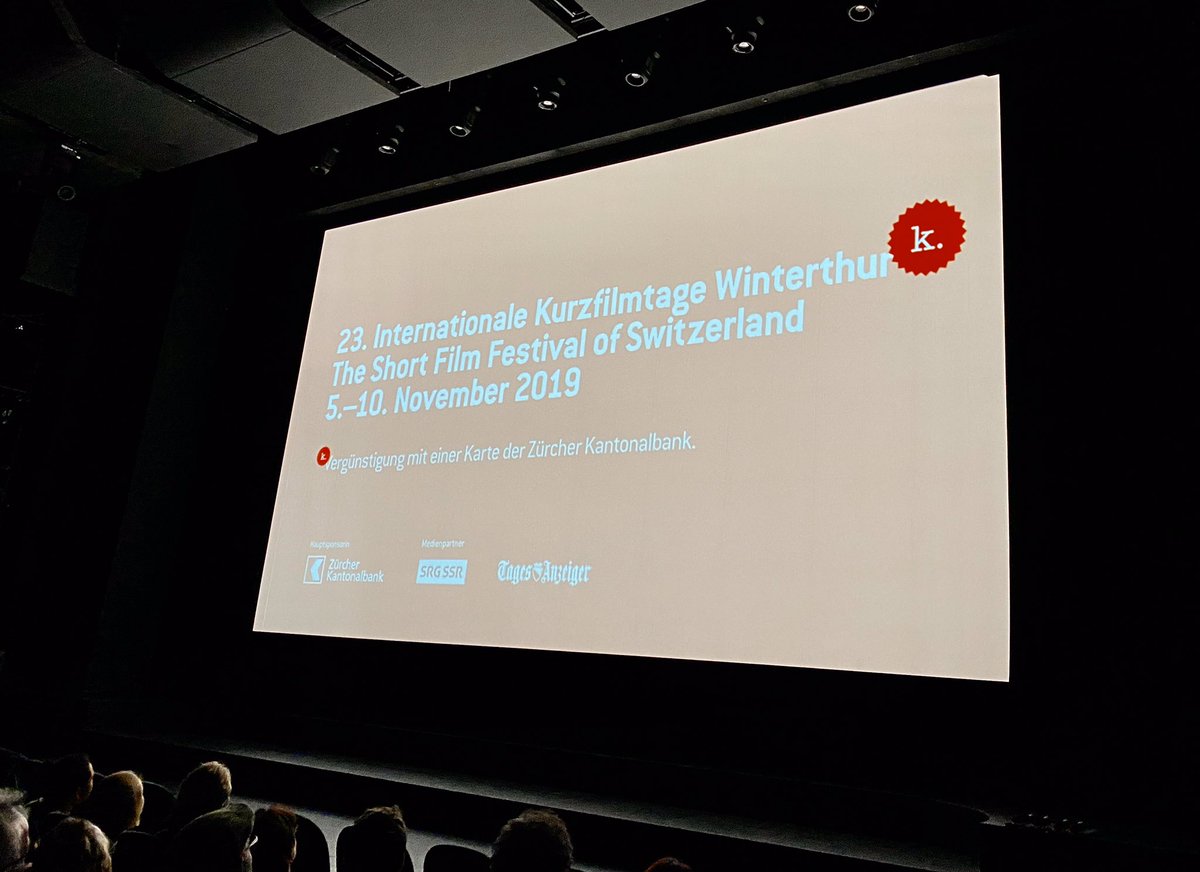 k.
23. Internationale Kurzfilmtage Winterthur
The Short Film Festival of Switzerland
5.–10. November 2019
k.
Vergünstigung mit einer Karte der Zürcher Kantonalbank.
Hauptsponsorin
Medienpartner
Zürcher
Kantonalbank
SRG SSR
Tages Anzeiger